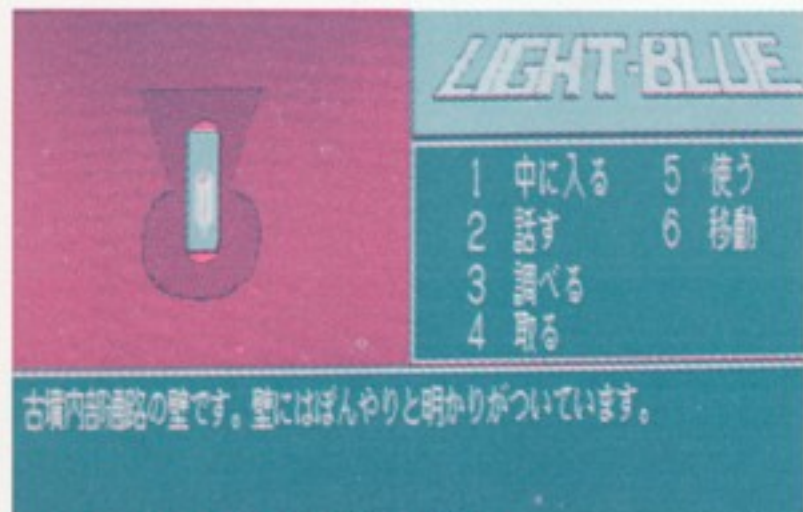 LIGHT-BLUE
1 中に入る 5 使う
2 話す 6 移動
3 調べる
4 取る
古墳内部通路の壁です。壁にはぼんやりと明かりがついています。